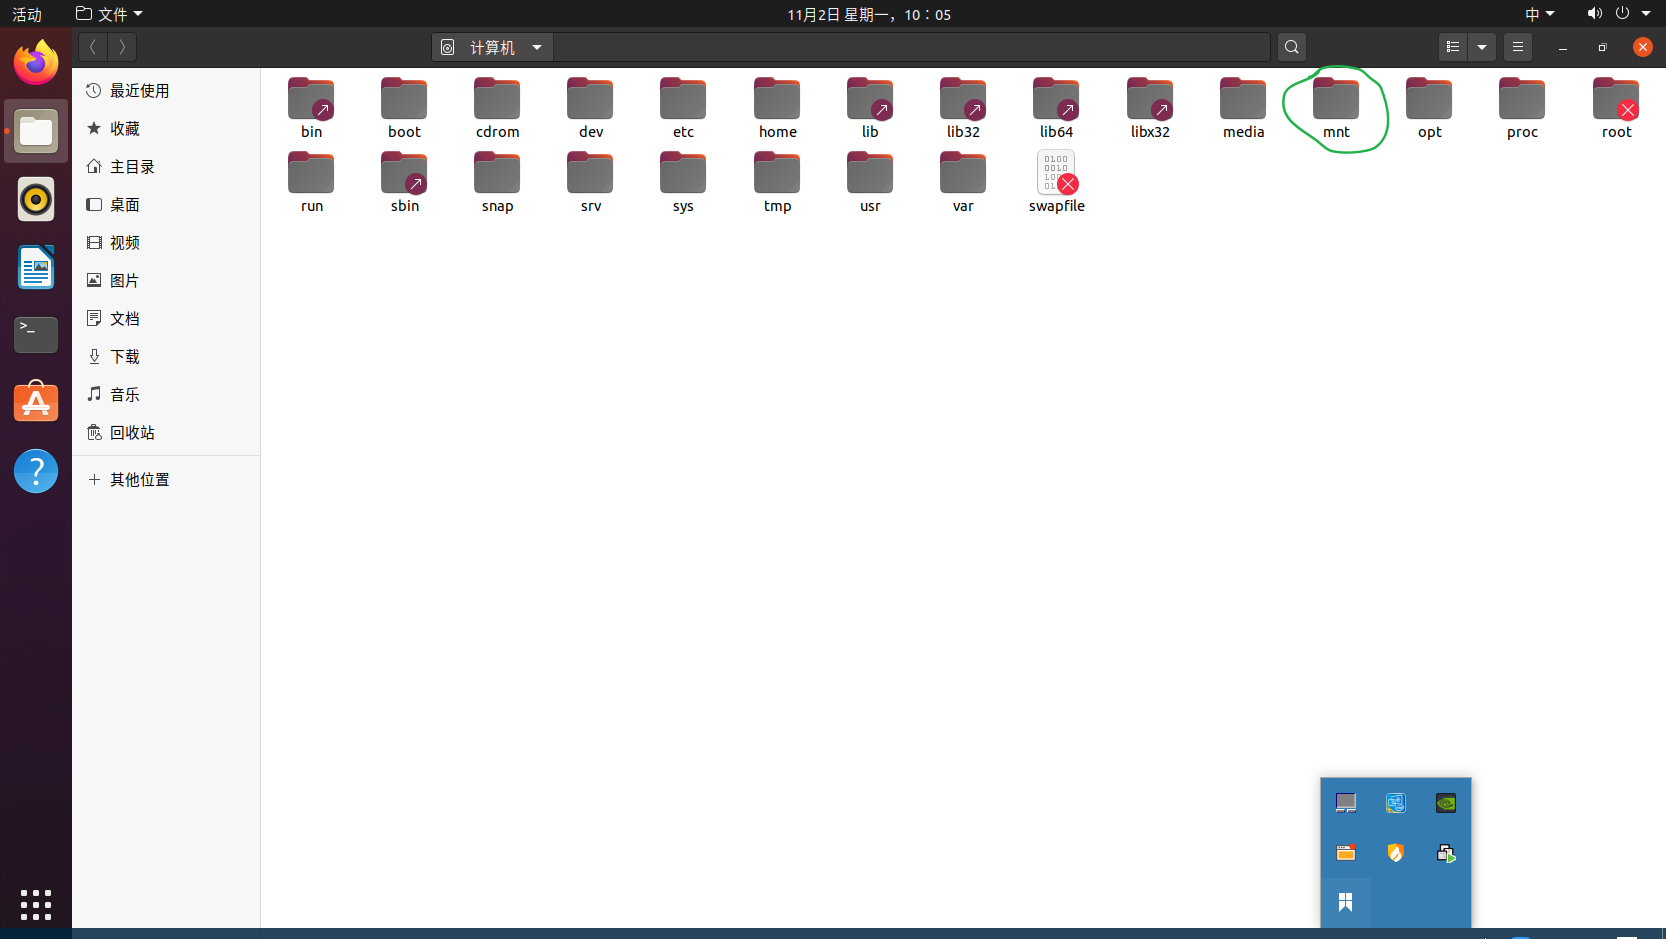 活动
文件
11月2日 星期一，10：05
中
计算机
最近使用
收藏
主目录
桌面
视频
图片
文档
下载
音乐
回收站
其他位置
bin boot cdrom dev etc home lib lib32 lib64 libx32 media mnt opt proc root
run sbin snap srv sys tmp usr var swapfile